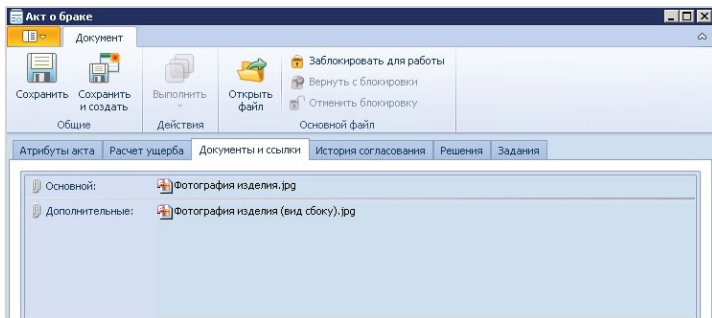 Акт о браке
Документ
Сохранить
Сохранить
и создать
Общие
Выполнить
Действия
Открыть
файл
Заблокировать для работы
Вернуть с блокировки
Отменить блокировку
Основной файл
Атрибуты акта Расчет ущерба Документы и ссылки История согласования Решения Задания
Основной: Фотография изделия.jpg
Дополнительные: Фотография изделия (вид сбоку).jpg